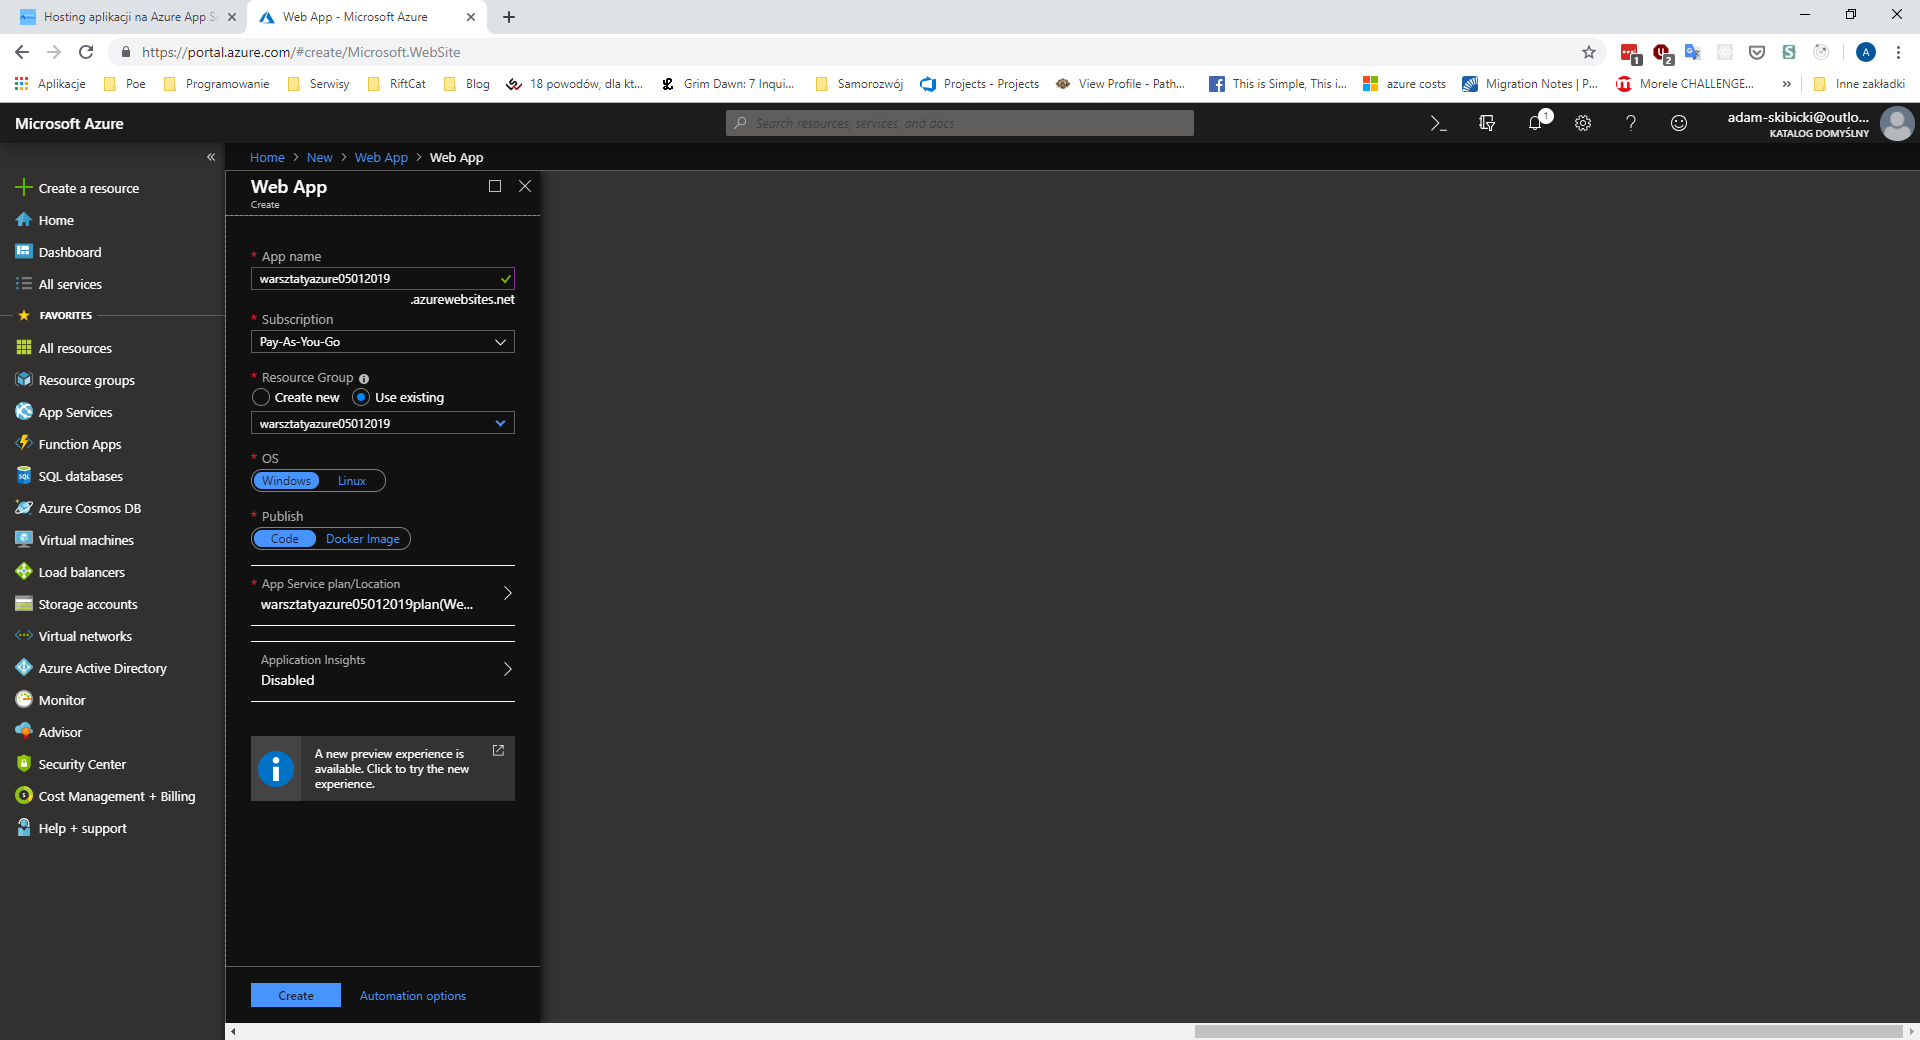 Hosting aplikacji na Azure App S
Web App - Microsoft Azure
https://portal.azure.com/#create/Microsoft.WebSite
1
2
A
Aplikacje
Poe
Programowanie
Serwisy
RiftCat
Blog
18 powodów, dla kt...
Grim Dawn: 7 Inqui...
Samorozwój
Projects - Projects
View Profile - Path...
This is Simple, This i...
azure costs
Migration Notes | P...
Morele CHALLENGE...
»
Inne zakładki
Microsoft Azure
Search resources, services, and docs
1
adam-skibicki@outlo...
KATALOG DOMYŚLNY
Home > New > Web App > Web App
Create a resource
Home
Dashboard
All services
FAVORITES
All resources
Resource groups
App Services
Function Apps
SQL databases
Azure Cosmos DB
Virtual machines
Load balancers
Storage accounts
Virtual networks
Azure Active Directory
Monitor
Advisor
Security Center
Cost Management + Billing
Help + support
Web App
Create
* App name
warsztatyazure05012019
.azurewebsites.net
* Subscription
Pay-As-You-Go
* Resource Group
Create new Use existing
warsztatyazure05012019
* OS
Windows Linux
* Publish
Code Docker Image
* App Service plan/Location
warsztatyazure05012019plan(We...
Application Insights
Disabled
A new preview experience is
available. Click to try the new
experience.
Create Automation options